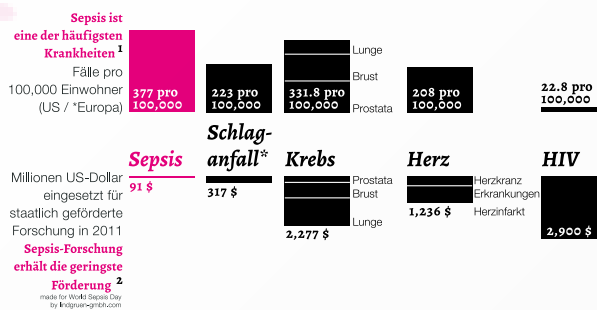 Sepsis ist
eine der häufigsten
Krankheiten 1
Fälle pro
100,000 Einwohner
(US / *Europa)
377 pro
100,000
223 pro
100,000
Lunge
Brust
331.8 pro
100,000
Prostata
208 pro
100,000
22.8 pro
100,000
Sepsis
Schlag-
anfall*
Krebs
Herz
HIV
Millionen US-Dollar
eingesetzt für
staatlich geförderte
Forschung in 2011
91 $
317 $
Prostata
Brust
Lunge
2,277 $
Herzkranz
Erkrankungen
1,236 $
Herzinfarkt
2,900 $
Sepsis-Forschung
erhält die geringste
Förderung 2
made for World Sepsis Day
by lindgruen-gmbh.com